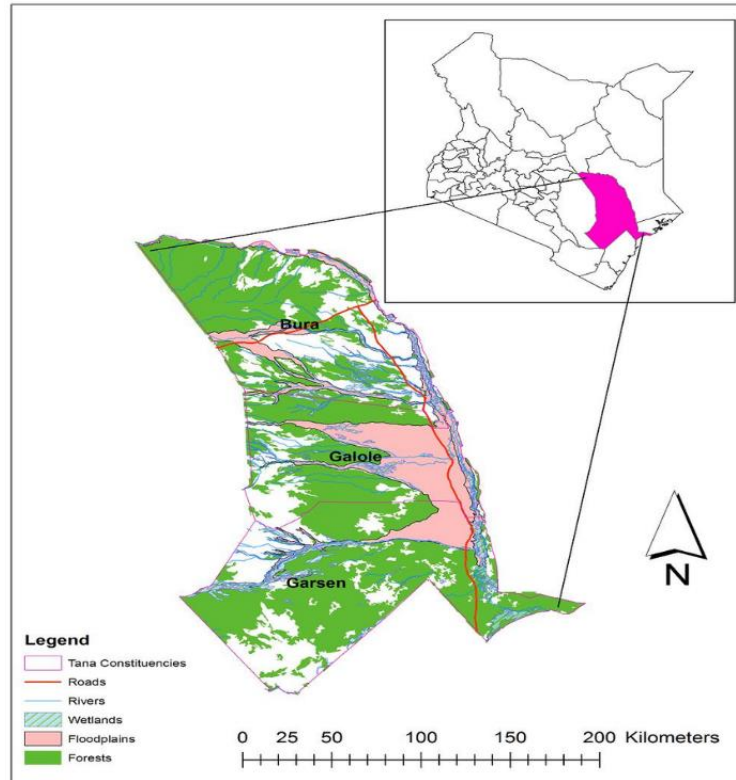 Bura
Galole
Garsen
N
Legend
Tana Constituencies
Roads
Rivers
Wetlands
Floodplains
Forests
0 25 50 100 150 200 Kilometers